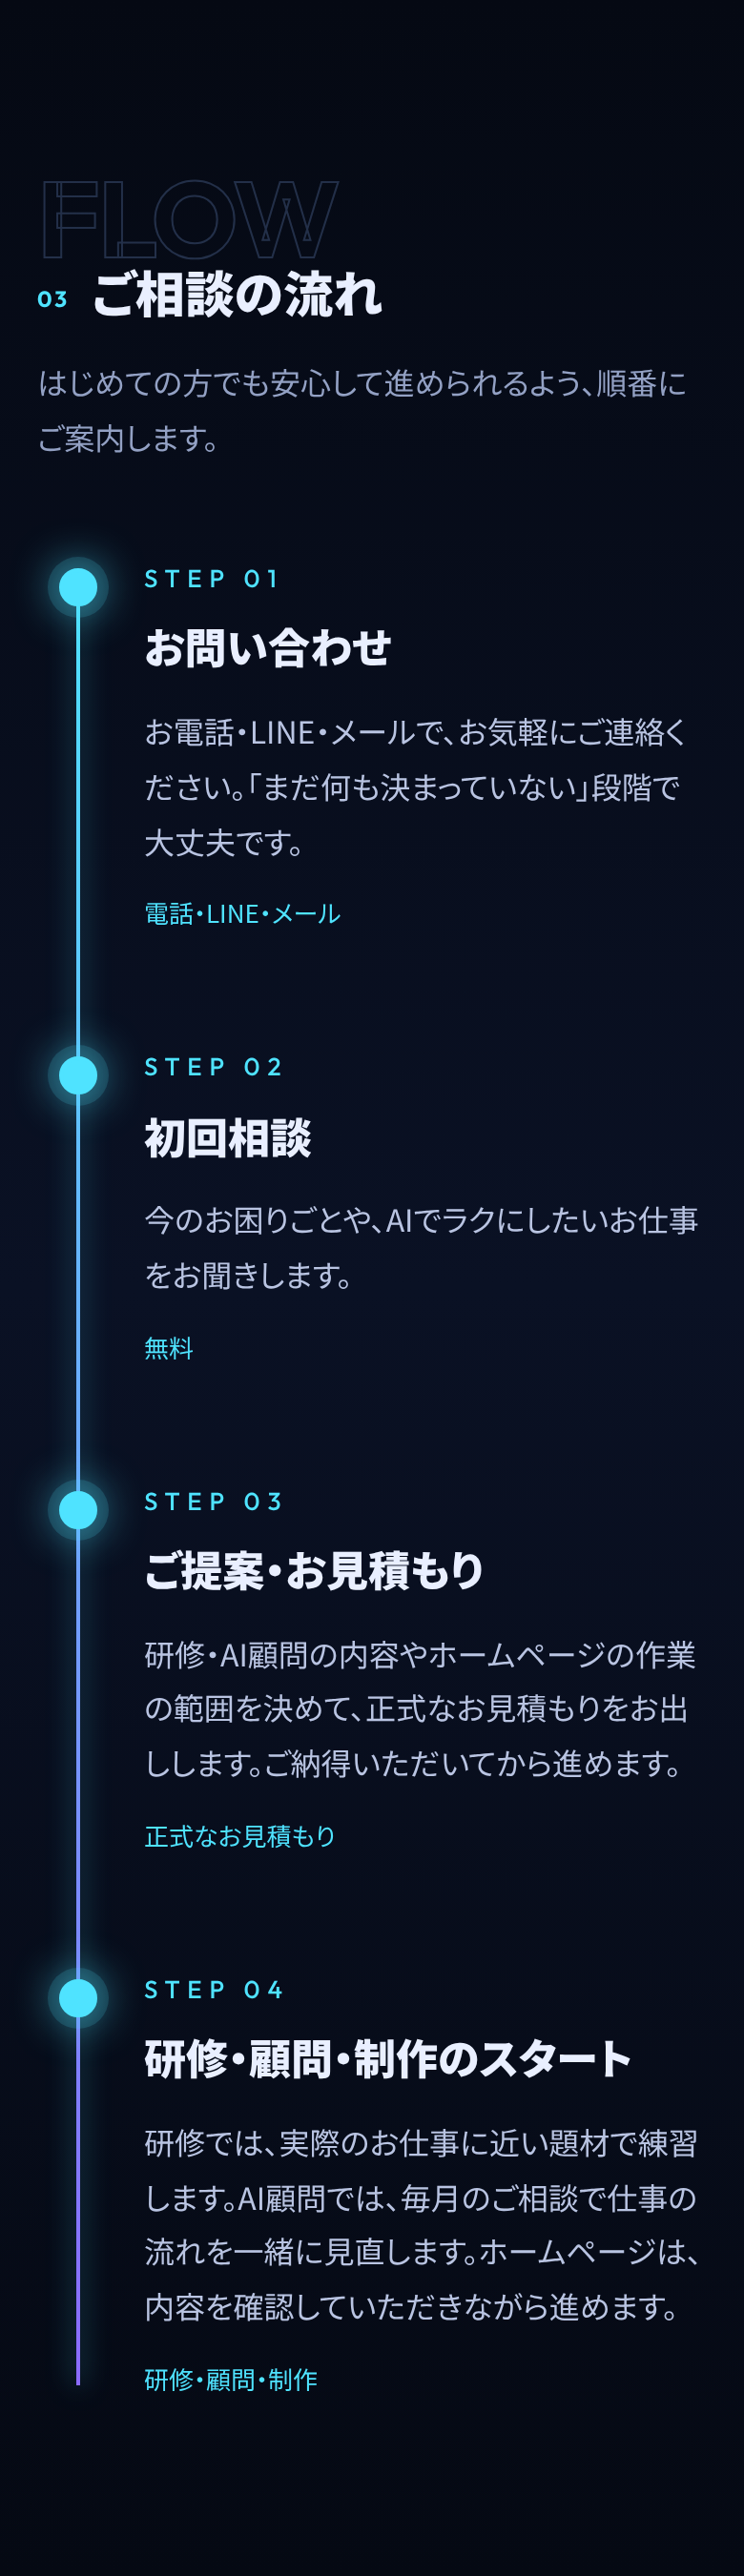 FLOW
03 ご相談の流れ
はじめての方でも安心して進められるよう、順番に
ご案内します。
STEP 01
お問い合わせ
お電話・LINE・メールで、お気軽にご連絡く
ださい。「まだ何も決まっていない」段階で
大丈夫です。
電話・LINE・メール
STEP 02
初回相談
今のお困りごとや、AIでラクにしたいお仕事
をお聞きします。
無料
STEP 03
ご提案・お見積もり
研修・AI顧問の内容やホームページの作業
の範囲を決めて、正式なお見積もりをお出
しします。ご納得いただいてから進めます。
正式なお見積もり
STEP 04
研修・顧問・制作のスタート
研修では、実際のお仕事に近い題材で練習
します。AI顧問では、毎月のご相談で仕事の
流れを一緒に見直します。ホームページは、
内容を確認していただきながら進めます。
研修・顧問・制作